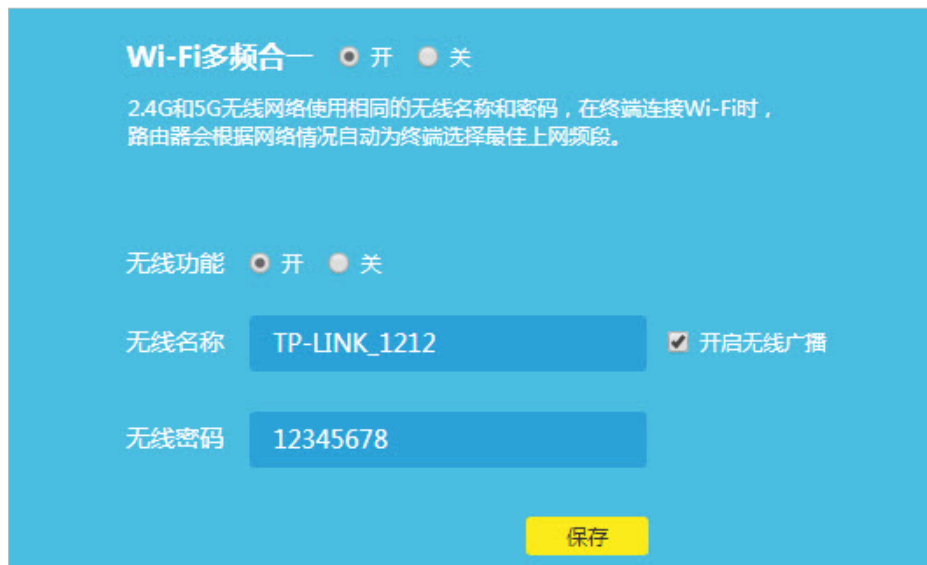 Wi-Fi多频合一 开 关
2.4G和5G无线网络使用相同的无线名称和密码，在终端连接Wi-Fi时，
路由器会根据网络情况自动为终端选择最佳上网频段。
无线功能 开 关
无线名称 TP-LINK_1212 开启无线广播
无线密码 12345678
保存